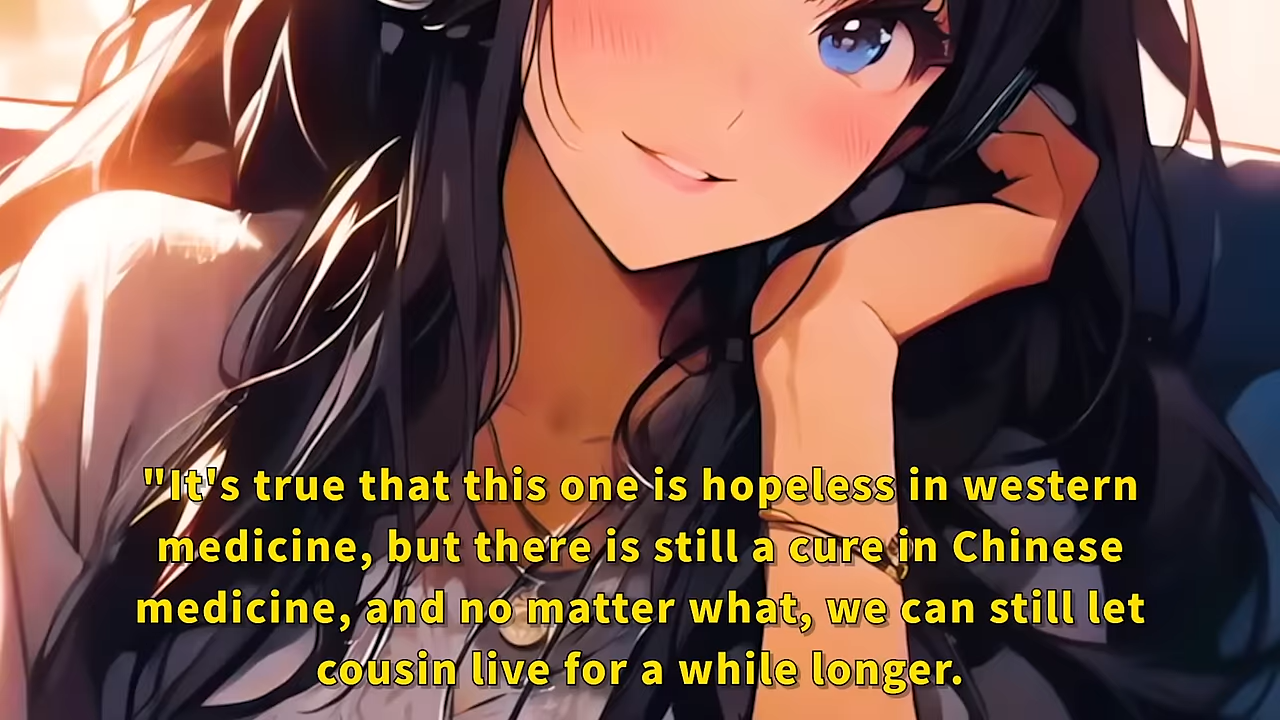 "It's true that this one is hopeless in western
medicine, but there is still a cure in Chinese
medicine, and no matter what, we can still let
cousin live for a while longer.